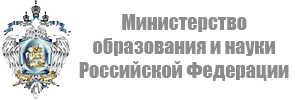 Министерство
образования и науки
Российской Федерации